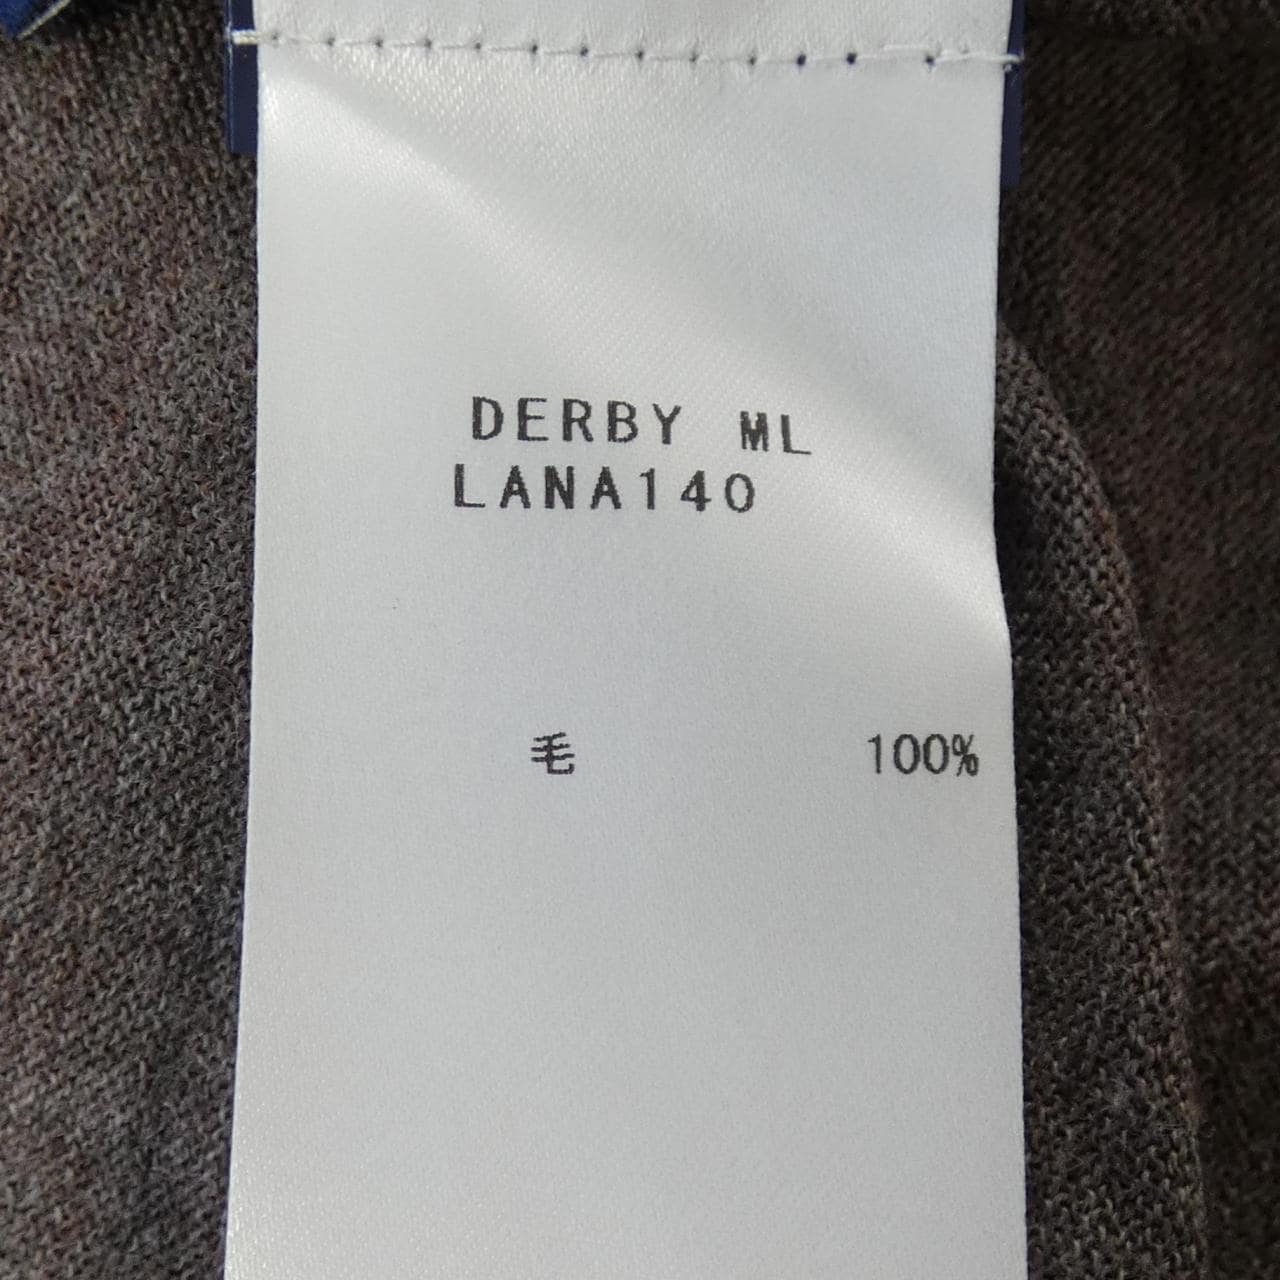 DERBY ML
LANA140
毛 100%